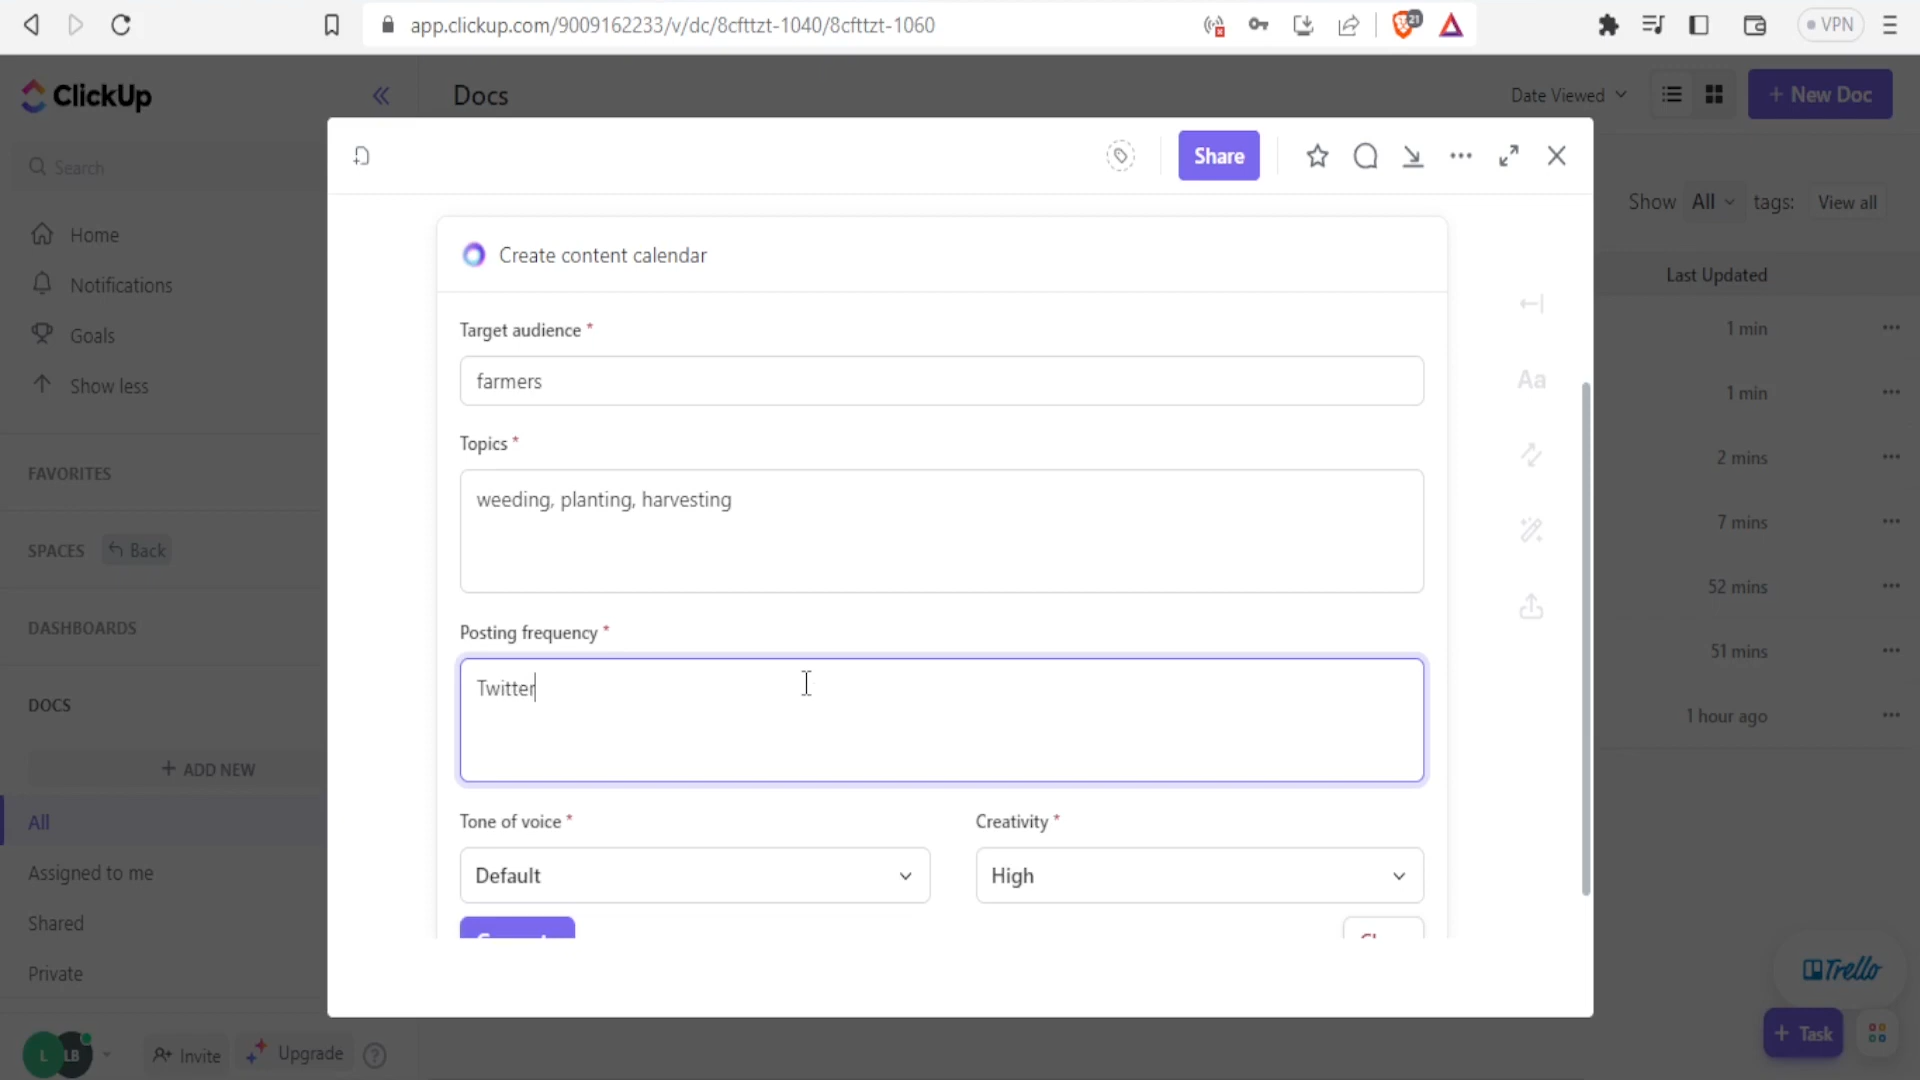 app.clickup.com/9009162233/v/dc/8cfttzt-1040/8cfttzt-1060
21
VPN
ClickUp
Docs
Date Viewed
+ New Doc
Search
Share
Show All tags: View all
Home
Create content calendar
Last Updated
Notifications
Target audience *
1 min
Goals
farmers
Aa
Show less
1 min
Topics *
2 mins
FAVORITES
weeding, planting, harvesting
7 mins
SPACES Back
52 mins
DASHBOARDS
Posting frequency *
51 mins
DOCS
Twitter
1 hour ago
+ ADD NEW
All
Tone of voice *
Creativity *
Assigned to me
Default
High
Shared
Private
Trello
L LB
Invite
Upgrade
?
+ Task